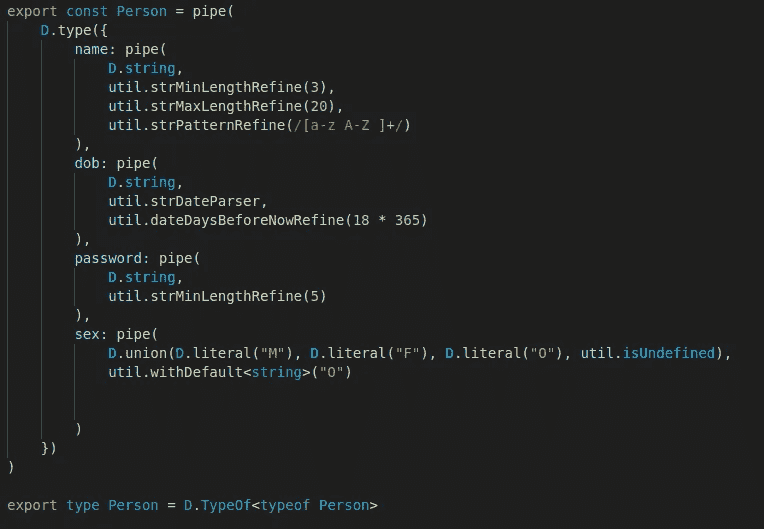 export const Person = pipe(
    D.type({
        name: pipe(
            D.string,
            util.strMinLengthRefine(3),
            util.strMaxLengthRefine(20),
            util.strPatternRefine(/[a-z A-Z ]+/)
        ),
        dob: pipe(
            D.string,
            util.strDateParser,
            util.dateDaysBeforeNowRefine(18 * 365)
        ),
        password: pipe(
            D.string,
            util.strMinLengthRefine(5)
        ),
        sex: pipe(
            D.union(D.literal("M"), D.literal("F"), D.literal("O"), util.isUndefined),
            util.withDefault<string>("O")
        )
    })
)
export type Person = D.TypeOf<typeof Person>